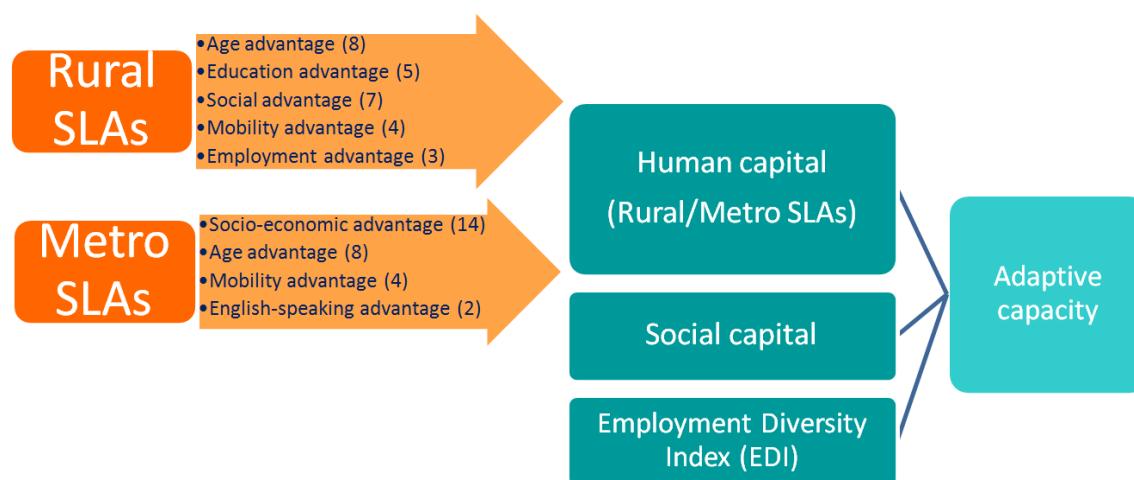 Rural
SLAs
•Age advantage (8)
•Education advantage (5)
•Social advantage (7)
•Mobility advantage (4)
•Employment advantage (3)
Metro
SLAs
•Socio-economic advantage (14)
•Age advantage (8)
•Mobility advantage (4)
•English-speaking advantage (2)
Human capital
(Rural/Metro SLAs)
Social capital
Employment Diversity
Index (EDI)
Adaptive
capacity